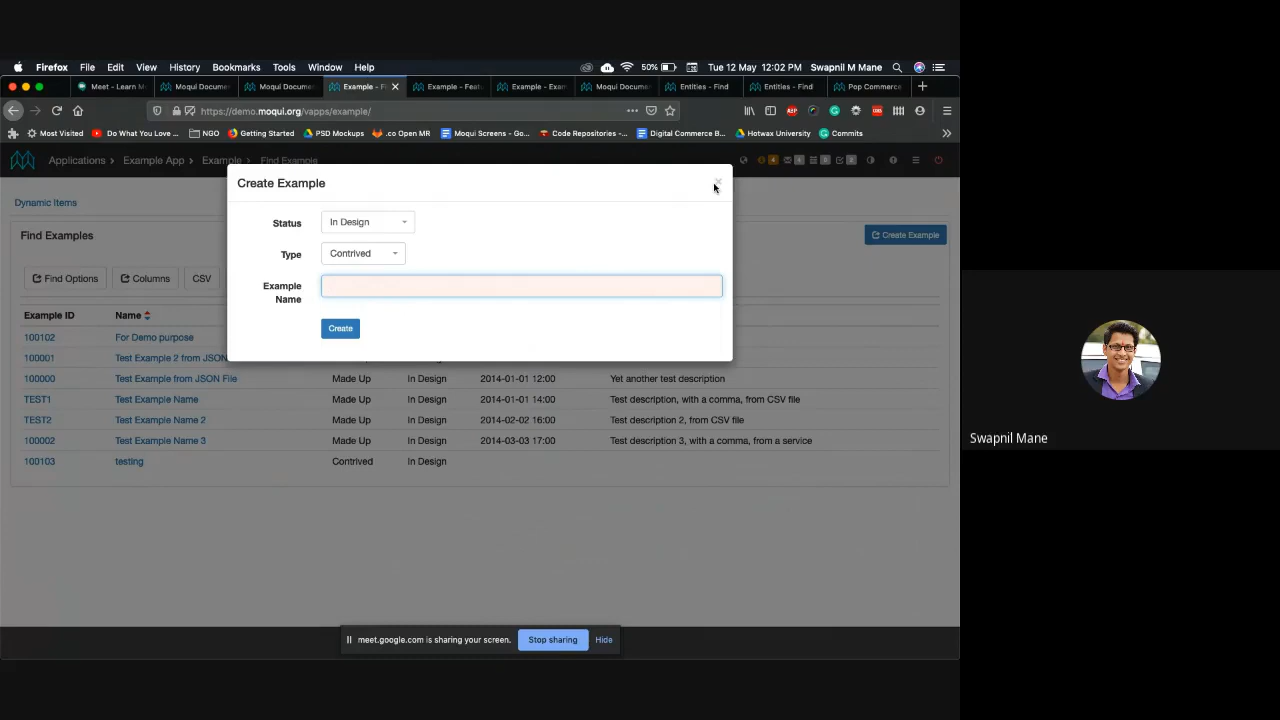 Firefox File Edit View History Bookmarks Tools Window Help 50% Tue 12 May 12:02 PM Swapnil M Mane
Meet - Learn M Moqui Docume Moqui Docume Example - F Example - Feat Example - Exam Moqui Docume Entities - Find Entities - Find Pop Commerce
https://demo.moqui.org/vapps/example/
Most Visited Do What You Love ... NGO Getting Started PSD Mockups .co Open MR Moqui Screens - Go... Code Repositories -... Digital Commerce B... Hotwax University Commits
Applications Example App Example Find Example
Create Example
Dynamic Items
Status In Design
Find Examples
Create Example
Type Contrived
Find Options Columns CSV
Example
Name
Example ID Name
Create
100102 For Demo purpose
100001 Test Example 2 from JSON
100000 Test Example from JSON File Made Up In Design 2014-01-01 12:00 Yet another test description
TEST1 Test Example Name Made Up In Design 2014-01-01 14:00 Test description, with a comma, from CSV file
TEST2 Test Example Name 2 Made Up In Design 2014-02-02 16:00 Test description 2, from CSV file
100002 Test Example Name 3 Made Up In Design 2014-03-03 17:00 Test description 3, with a comma, from a service
100103 testing Contrived In Design
Swapnil Mane
meet.google.com is sharing your screen. Stop sharing Hide